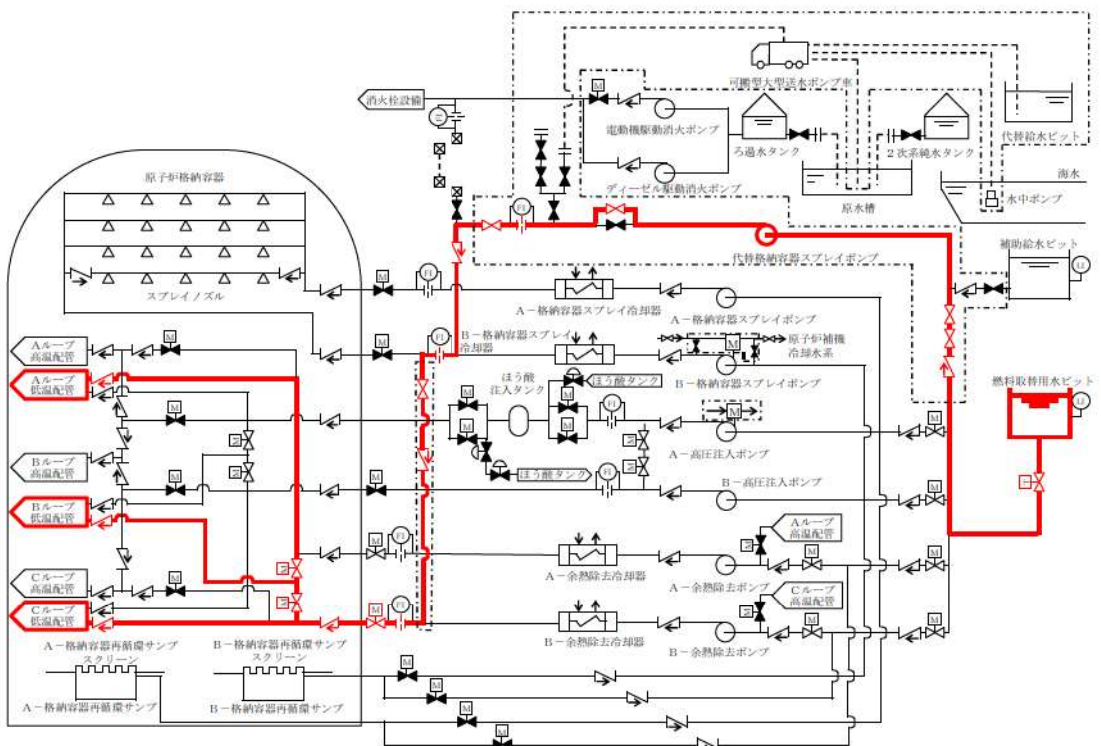 可搬型大型送水ポンプ車
消火栓設備
M
電動機駆動消火ポンプ
ろ過水タンク
2次系純水タンク
代替給水ピット
海水
水中ポンプ
原水槽
ディーゼル駆動消火ポンプ
FI
代替格納容器スプレイポンプ
補助給水ピット
LI
原子炉格納容器
スプレイノズル
M
FI
A-格納容器スプレイ冷却器
A-格納容器スプレイポンプ
M
FI
B-格納容器スプレイ
冷却器
M
原子炉補機
冷却水系
B-格納容器スプレイポンプ
燃料取替用水ピット
LI
Aループ
高温配管
M
Aループ
低温配管
ほう酸
注入タンク
ほう酸タンク
M
M
M
M
M
FI
M
M
A-高圧注入ポンプ
M
M
M
Bループ
高温配管
M
M
ほう酸タンク
FI
M
B-高圧注入ポンプ
M
Bループ
低温配管
Aループ
高温配管
M
M
FI
A-余熱除去冷却器
A-余熱除去ポンプ
M
M
M
Cループ
高温配管
M
M
Cループ
低温配管
M
FI
B-余熱除去冷却器
B-余熱除去ポンプ
Cループ
高温配管
M
M
M
A-格納容器再循環サンプ
スクリーン
B-格納容器再循環サンプ
スクリーン
A-格納容器再循環サンプ
B-格納容器再循環サンプ
M
M
M
M